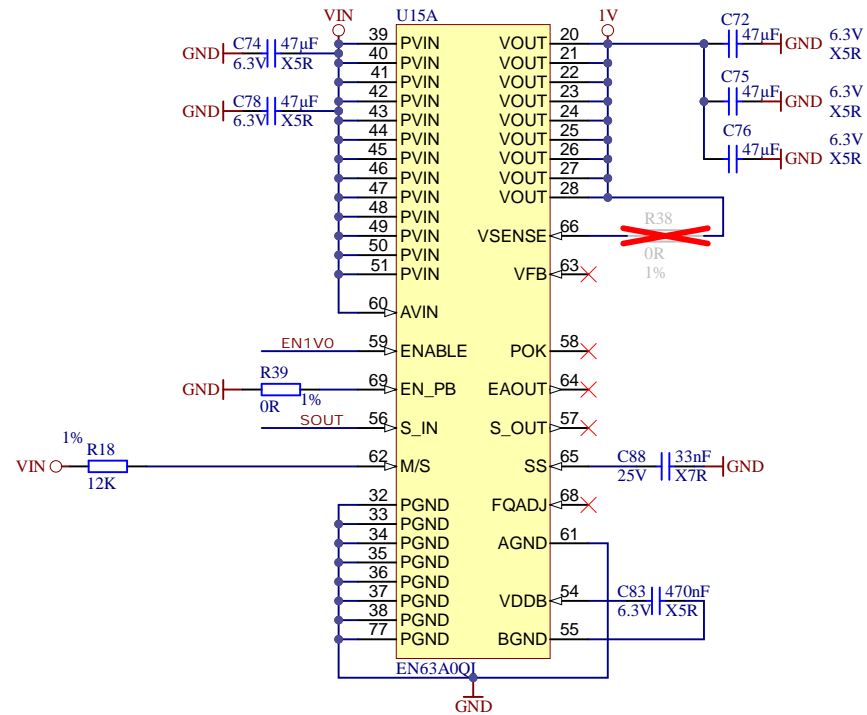 VIN U15A 1V
39 PVIN VOUT 20
40 PVIN VOUT 21
41 PVIN VOUT 22
42 PVIN VOUT 23
43 PVIN VOUT 24
44 PVIN VOUT 25
45 PVIN VOUT 26
46 PVIN VOUT 27
47 PVIN VOUT 28
48 PVIN
49 PVIN VSENSE 66
50 PVIN
51 PVIN VFB 63
60 AVIN
EN1V0 59 ENABLE POK 58
69 EN_PB EAOUT 64
SOUT 56 S_IN S_OUT 57
62 M/S SS 65
32 PGND FQADJ 68
33 PGND
34 PGND AGND 61
35 PGND
36 PGND
37 PGND VDDB 54
38 PGND
77 PGND BGND 55
EN63A0QI
GND
GND C74 47µF
6.3V X5R
GND C78 47µF
6.3V X5R
C72
47µF GND 6.3V
X5R
C75
47µF GND 6.3V
X5R
C76
47µF GND 6.3V
X5R
R38
0R
1%
GND R39
0R 1%
1%
VIN R18
12K
C88 33nF GND
25V X7R
C83 470nF
6.3V X5R